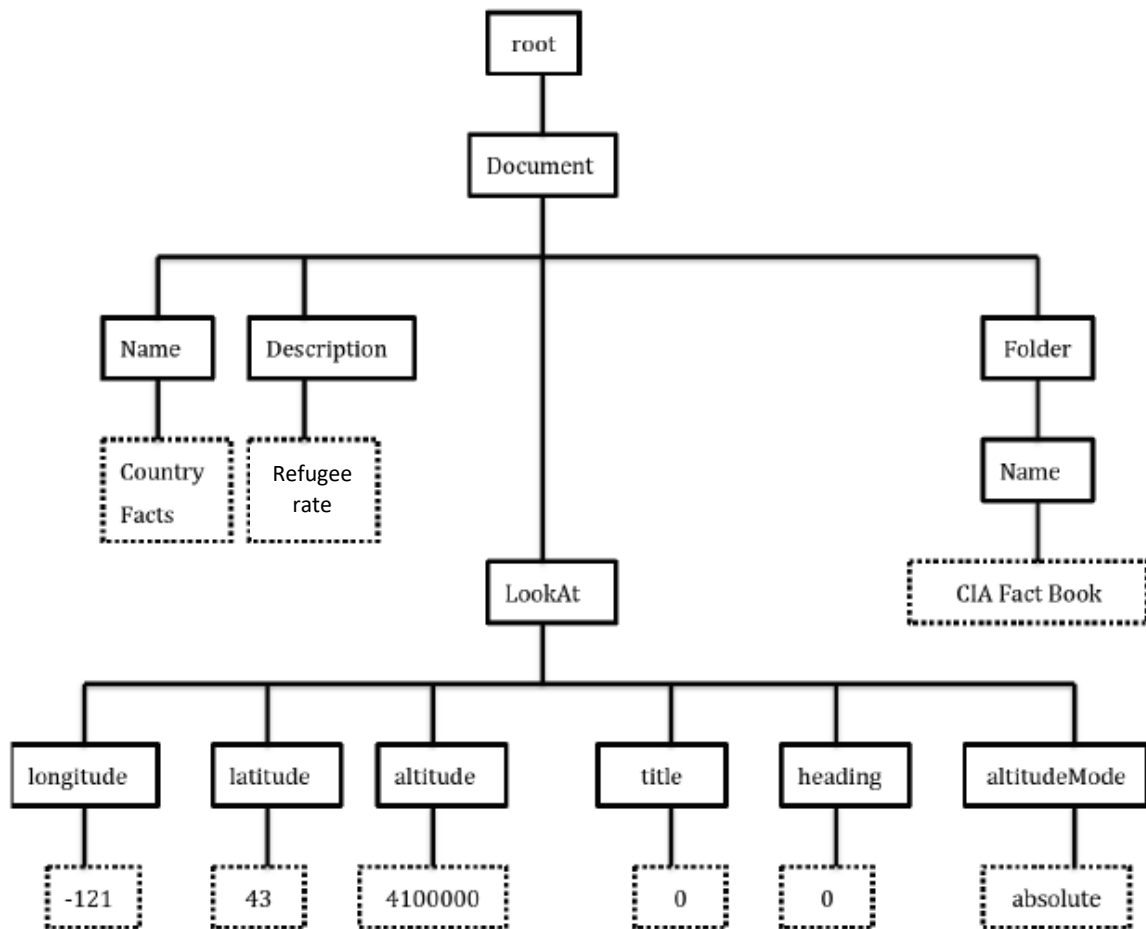 root
Document
Name
Description
Folder
Country
Facts
Refugee
rate
Name
LookAt
CIA Fact Book
longitude
latitude
altitude
title
heading
altitudeMode
-121
43
4100000
0
0
absolute